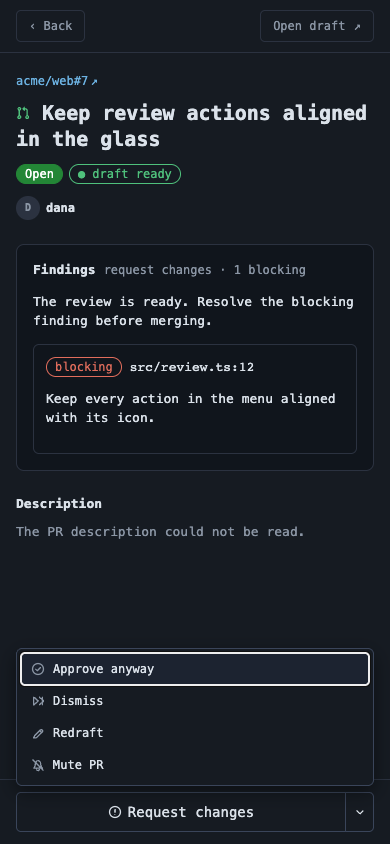 ‹ Back
Open draft ↗
acme/web#7↗
Keep review actions aligned
in the glass
Open
draft ready
D dana
Findings request changes · 1 blocking
The review is ready. Resolve the blocking
finding before merging.
blocking src/review.ts:12
Keep every action in the menu aligned
with its icon.
Description
The PR description could not be read.
Approve anyway
Dismiss
Redraft
Mute PR
Request changes